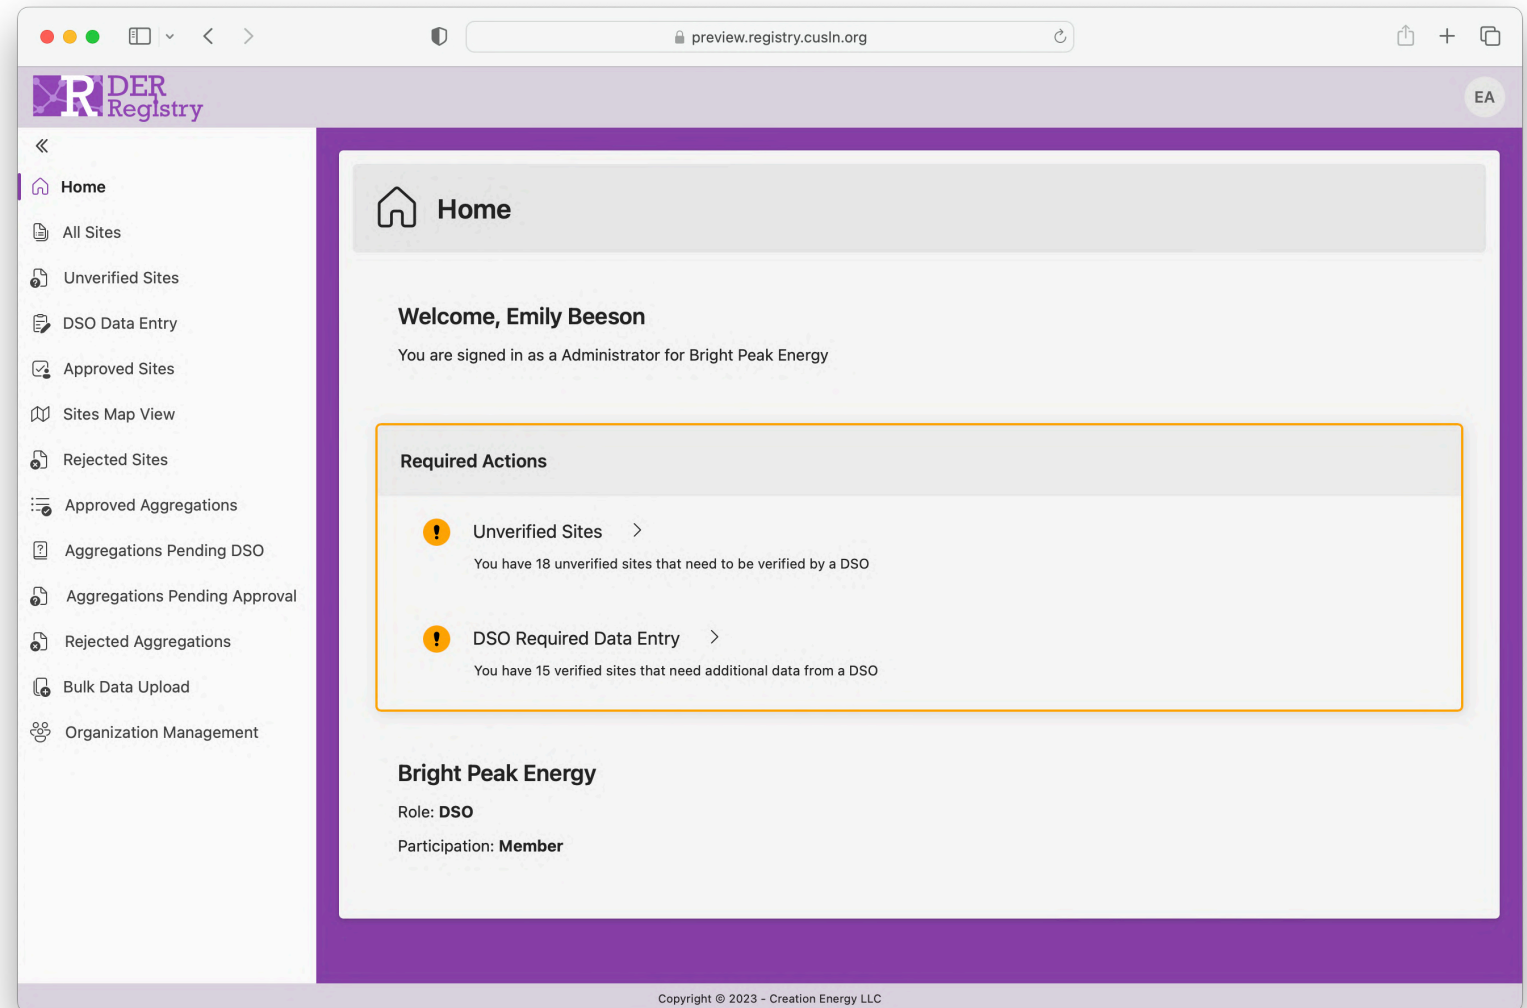 preview.registry.cusln.org
R DER
Registry
EA
Home
All Sites
Unverified Sites
DSO Data Entry
Approved Sites
Sites Map View
Rejected Sites
Approved Aggregations
Aggregations Pending DSO
Aggregations Pending Approval
Rejected Aggregations
Bulk Data Upload
Organization Management
Home
Welcome, Emily Beeson
You are signed in as a Administrator for Bright Peak Energy
Required Actions
Unverified Sites
You have 18 unverified sites that need to be verified by a DSO
DSO Required Data Entry
You have 15 verified sites that need additional data from a DSO
Bright Peak Energy
Role: DSO
Participation: Member
Copyright © 2023 - Creation Energy LLC